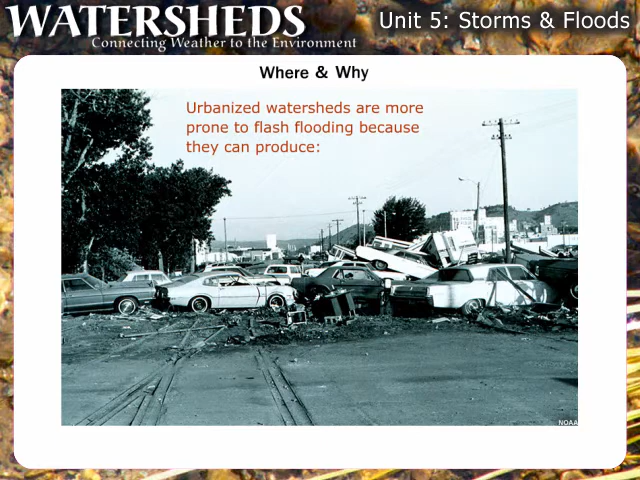 WATERSHEDS
Connecting Weather to the Environment
Unit 5: Storms & Floods
Where & Why
Urbanized watersheds are more
prone to flash flooding because
they can produce:
NOAA